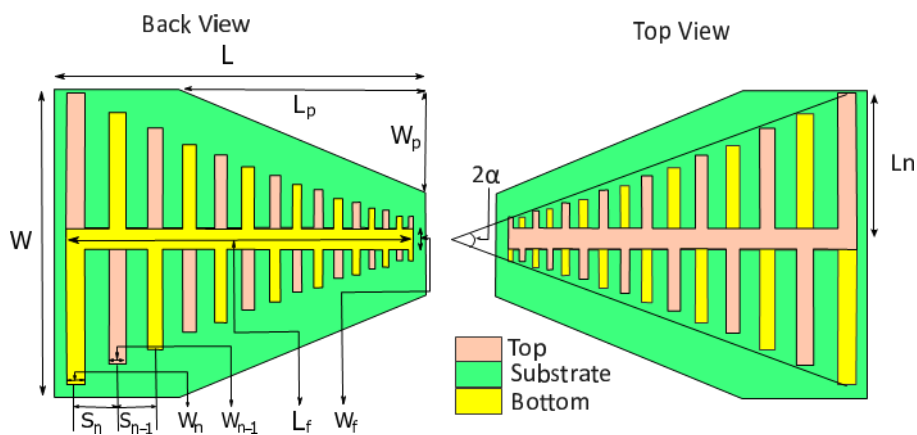 Back View
L
Lp
Wp
W
Sn
Sn-1
Wn
Wn-1
Lf
Wf
Top View
2α
Ln
Top
Substrate
Bottom